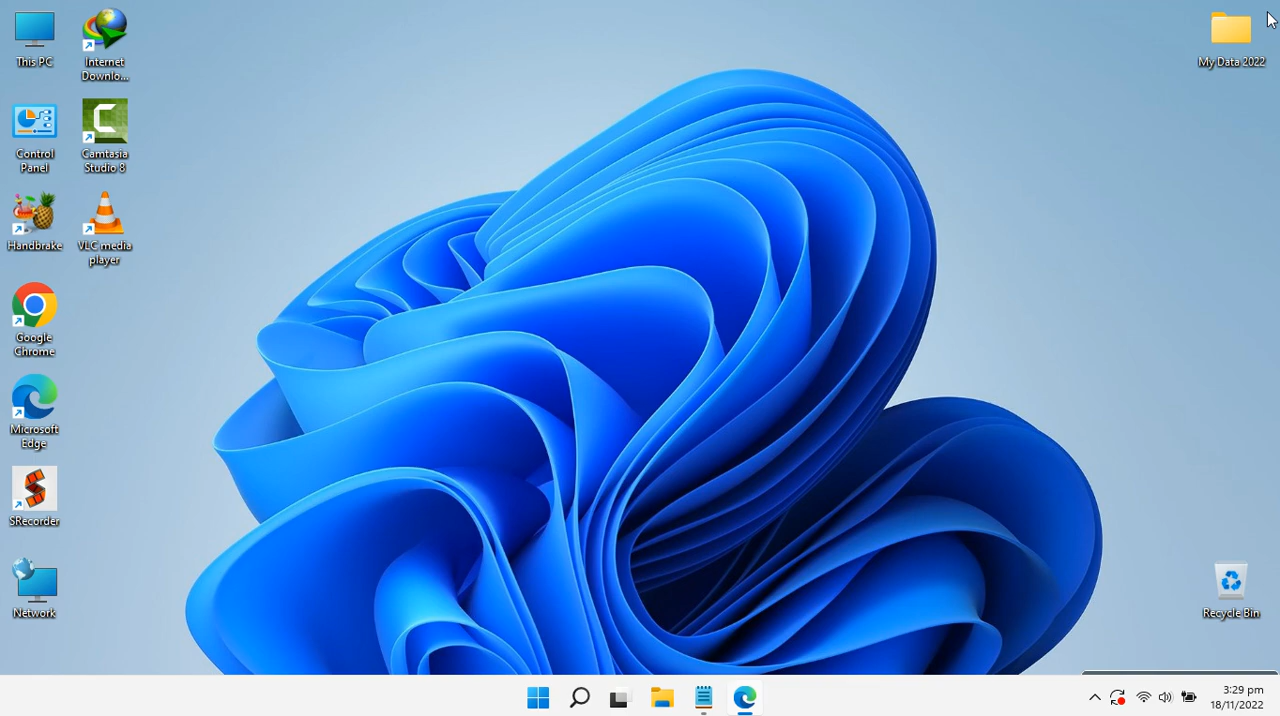 This PC
Internet
Downlo...
My Data 2022
Control
Panel
Camtasia
Studio 8
Handbrake
VLC media
player
Google
Chrome
Microsoft
Edge
SRecorder
Network
Recycle Bin
3:29 pm
18/11/2022